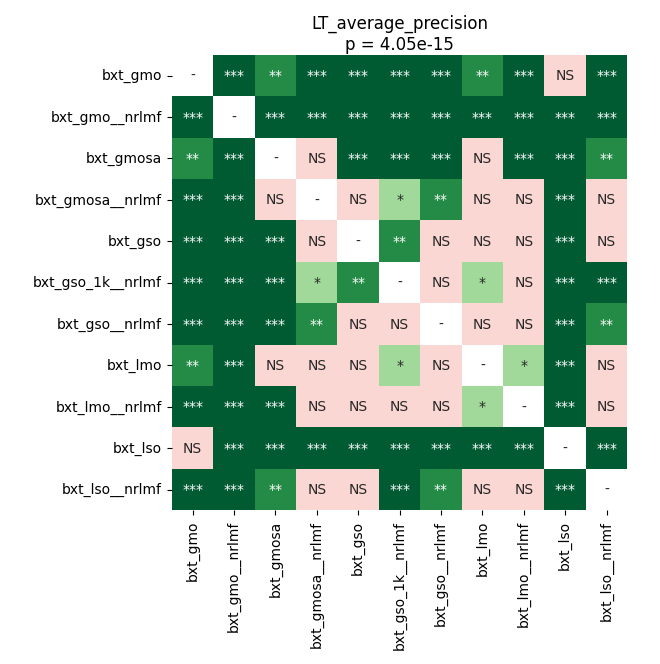 LT_average_precision
p = 4.05e-15
bxt_gmo - *** ** *** *** *** *** ** *** NS ***
bxt_gmo__nrlmf *** - *** *** *** *** *** *** *** *** ***
bxt_gmosa ** *** - NS *** *** *** NS *** *** **
bxt_gmosa__nrlmf *** *** NS - NS * ** NS NS *** NS
bxt_gso *** *** *** NS - ** NS NS NS *** NS
bxt_gso_1k__nrlmf *** *** *** * ** - NS * NS *** ***
bxt_gso__nrlmf *** *** *** ** NS NS - NS NS *** **
bxt_lmo ** *** NS NS NS * NS - * *** NS
bxt_lmo__nrlmf *** *** *** NS NS NS NS * - *** NS
bxt_lso NS *** *** *** *** *** *** *** *** - ***
bxt_lso__nrlmf *** *** ** NS NS *** ** NS NS *** -
bxt_gmo
bxt_gmo__nrlmf
bxt_gmosa
bxt_gmosa__nrlmf
bxt_gso
bxt_gso_1k__nrlmf
bxt_gso__nrlmf
bxt_lmo
bxt_lmo__nrlmf
bxt_lso
bxt_lso__nrlmf